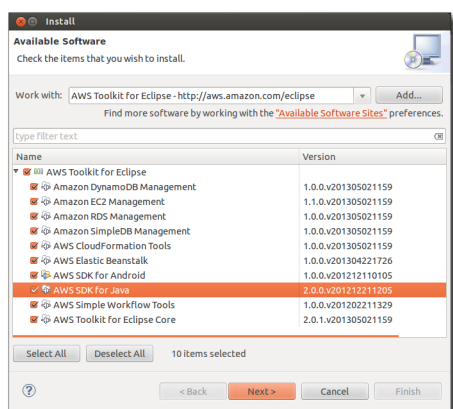 Install
Available Software
Check the items that you wish to install.
Work with: AWS Toolkit for Eclipse - http://aws.amazon.com/eclipse Add...
Find more software by working with the "Available Software Sites" preferences.
type filter text
Name Version
AWS Toolkit for Eclipse
Amazon DynamoDB Management 1.0.0.v201305021159
Amazon EC2 Management 1.1.0.v201305021159
Amazon RDS Management 1.0.0.v201305021159
Amazon SimpleDB Management 1.0.0.v201305021159
AWS CloudFormation Tools 1.0.0.v201305021159
AWS Elastic Beanstalk 1.0.0.v201304221726
AWS SDK for Android 1.0.0.v201212110105
AWS SDK for Java 2.0.0.v201212211205
AWS Simple Workflow Tools 1.0.0.v201202211329
AWS Toolkit for Eclipse Core 2.0.1.v201305021159
Select All Deselect All 10 items selected
? < Back Next > Cancel Finish